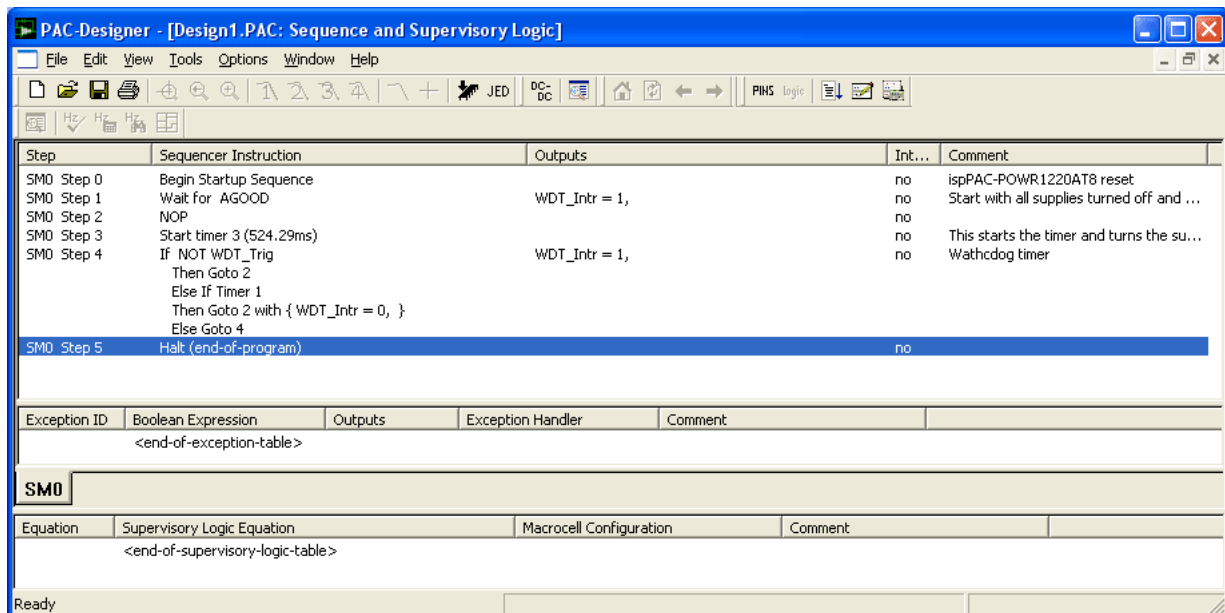 PAC-Designer - [Design1.PAC: Sequence and Supervisory Logic]
File Edit View Tools Options Window Help
JED DC-DC PINS logic
Hz Hz Hz
Step Sequencer Instruction Outputs Int... Comment
SM0 Step 0 Begin Startup Sequence no ispPAC-POWR1220AT8 reset
SM0 Step 1 Wait for AGOOD WDT_Intr = 1, no Start with all supplies turned off and ...
SM0 Step 2 NOP no
SM0 Step 3 Start timer 3 (524.29ms) no This starts the timer and turns the su...
SM0 Step 4 If NOT WDT_Trig WDT_Intr = 1, no Wathcdog timer
Then Goto 2
Else If Timer 1
Then Goto 2 with { WDT_Intr = 0, }
Else Goto 4
SM0 Step 5 Halt (end-of-program) no
Exception ID Boolean Expression Outputs Exception Handler Comment
<end-of-exception-table>
SM0
Equation Supervisory Logic Equation Macrocell Configuration Comment
<end-of-supervisory-logic-table>
Ready